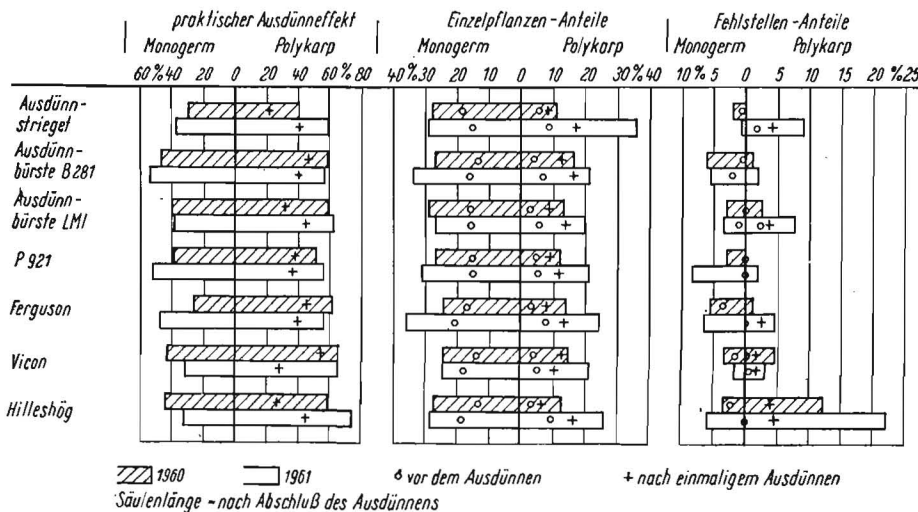 praktischer Ausdünneffekt Einzelpflanzen-Anteile Fehlstellen-Anteile
Monogerm Polykarp Monogerm Polykarp Monogerm Polykarp
60 % 40 20 0 20 40 60 % 80 40 % 30 20 10 0 10 20 30 % 40 10 % 5 0 5 10 15 20 % 25
Ausdünn-
striegel
Ausdünn-
bürste B281
Ausdünn-
bürste LMI
P 921
Ferguson
Vicon
Hilleshög
1960 1961 vor dem Ausdünnen + nach einmaligem Ausdünnen
Säulenlänge - nach Abschluß des Ausdünnens